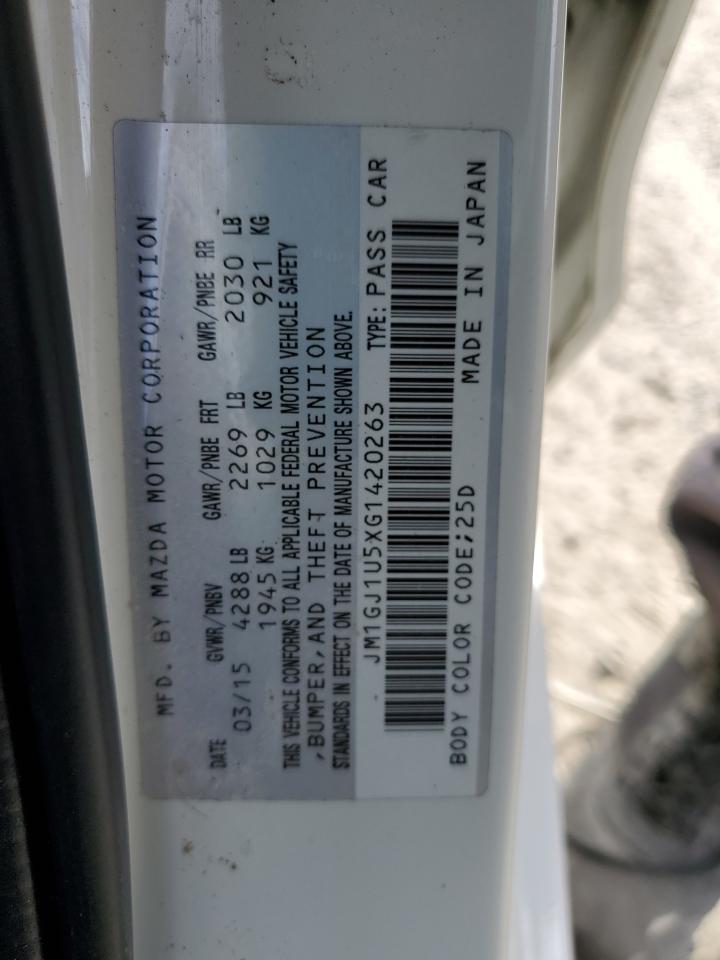 MFD. BY MAZDA MOTOR CORPORATION
DATE GVWR/PNBV GAWR/PNBE FRT GAWR/PNBE RR
03/15 4288 LB 2269 LB 2030 LB
1945 KG 1029 KG 921 KG
THIS VEHICLE CONFORMS TO ALL APPLICABLE FEDERAL MOTOR VEHICLE SAFETY
,BUMPER,AND THEFT PREVENTION
STANDARDS IN EFFECT ON THE DATE OF MANUFACTURE SHOWN ABOVE.
JM1GJ1U5XG1420263 TYPE: PASS CAR
BODY COLOR CODE;25D MADE IN JAPAN